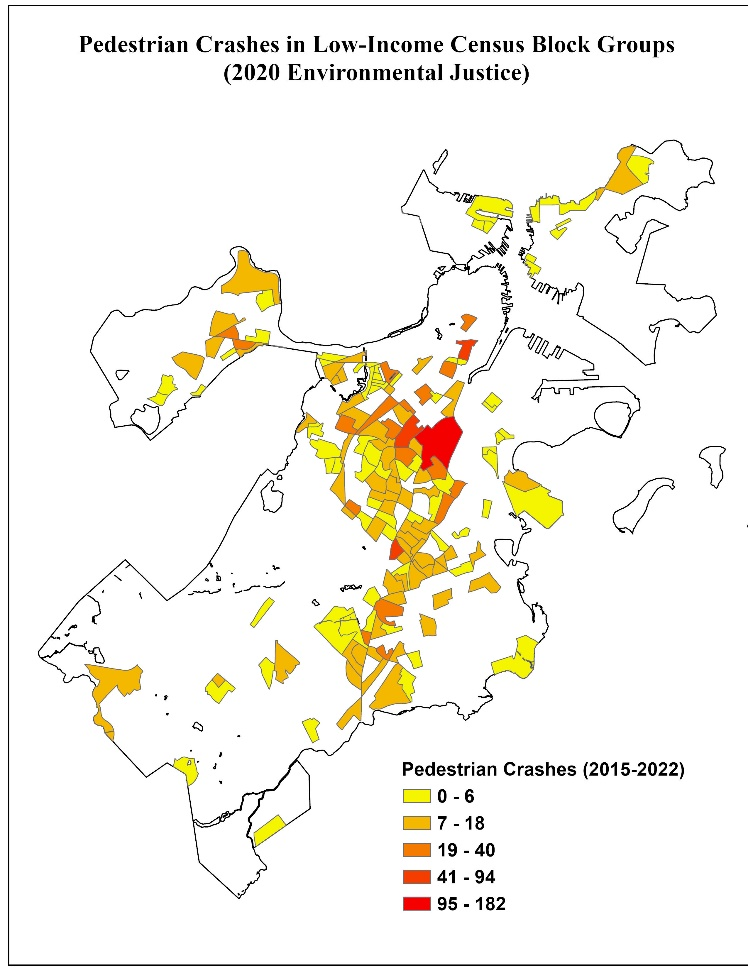 Pedestrian Crashes in Low-Income Census Block Groups
(2020 Environmental Justice)
Pedestrian Crashes (2015-2022)
0 - 6
7 - 18
19 - 40
41 - 94
95 - 182